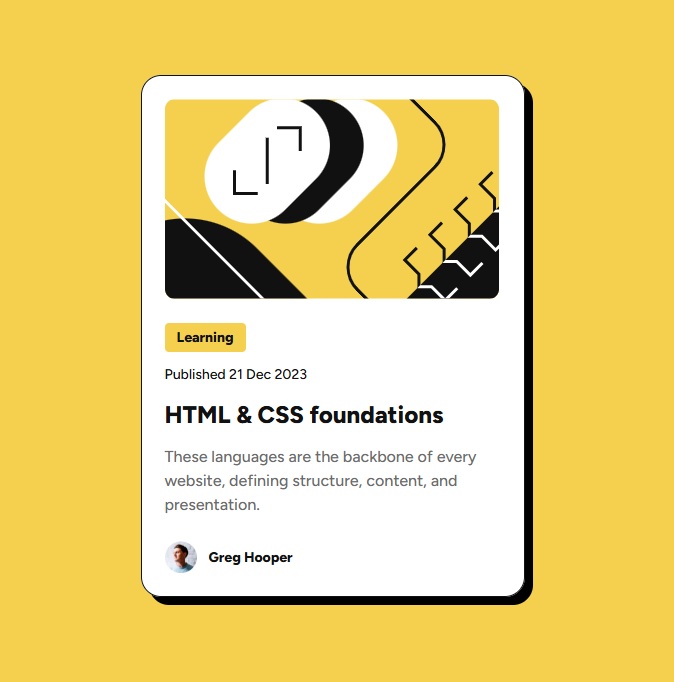 Learning
Published 21 Dec 2023
HTML & CSS foundations
These languages are the backbone of every
website, defining structure, content, and
presentation.
Greg Hooper